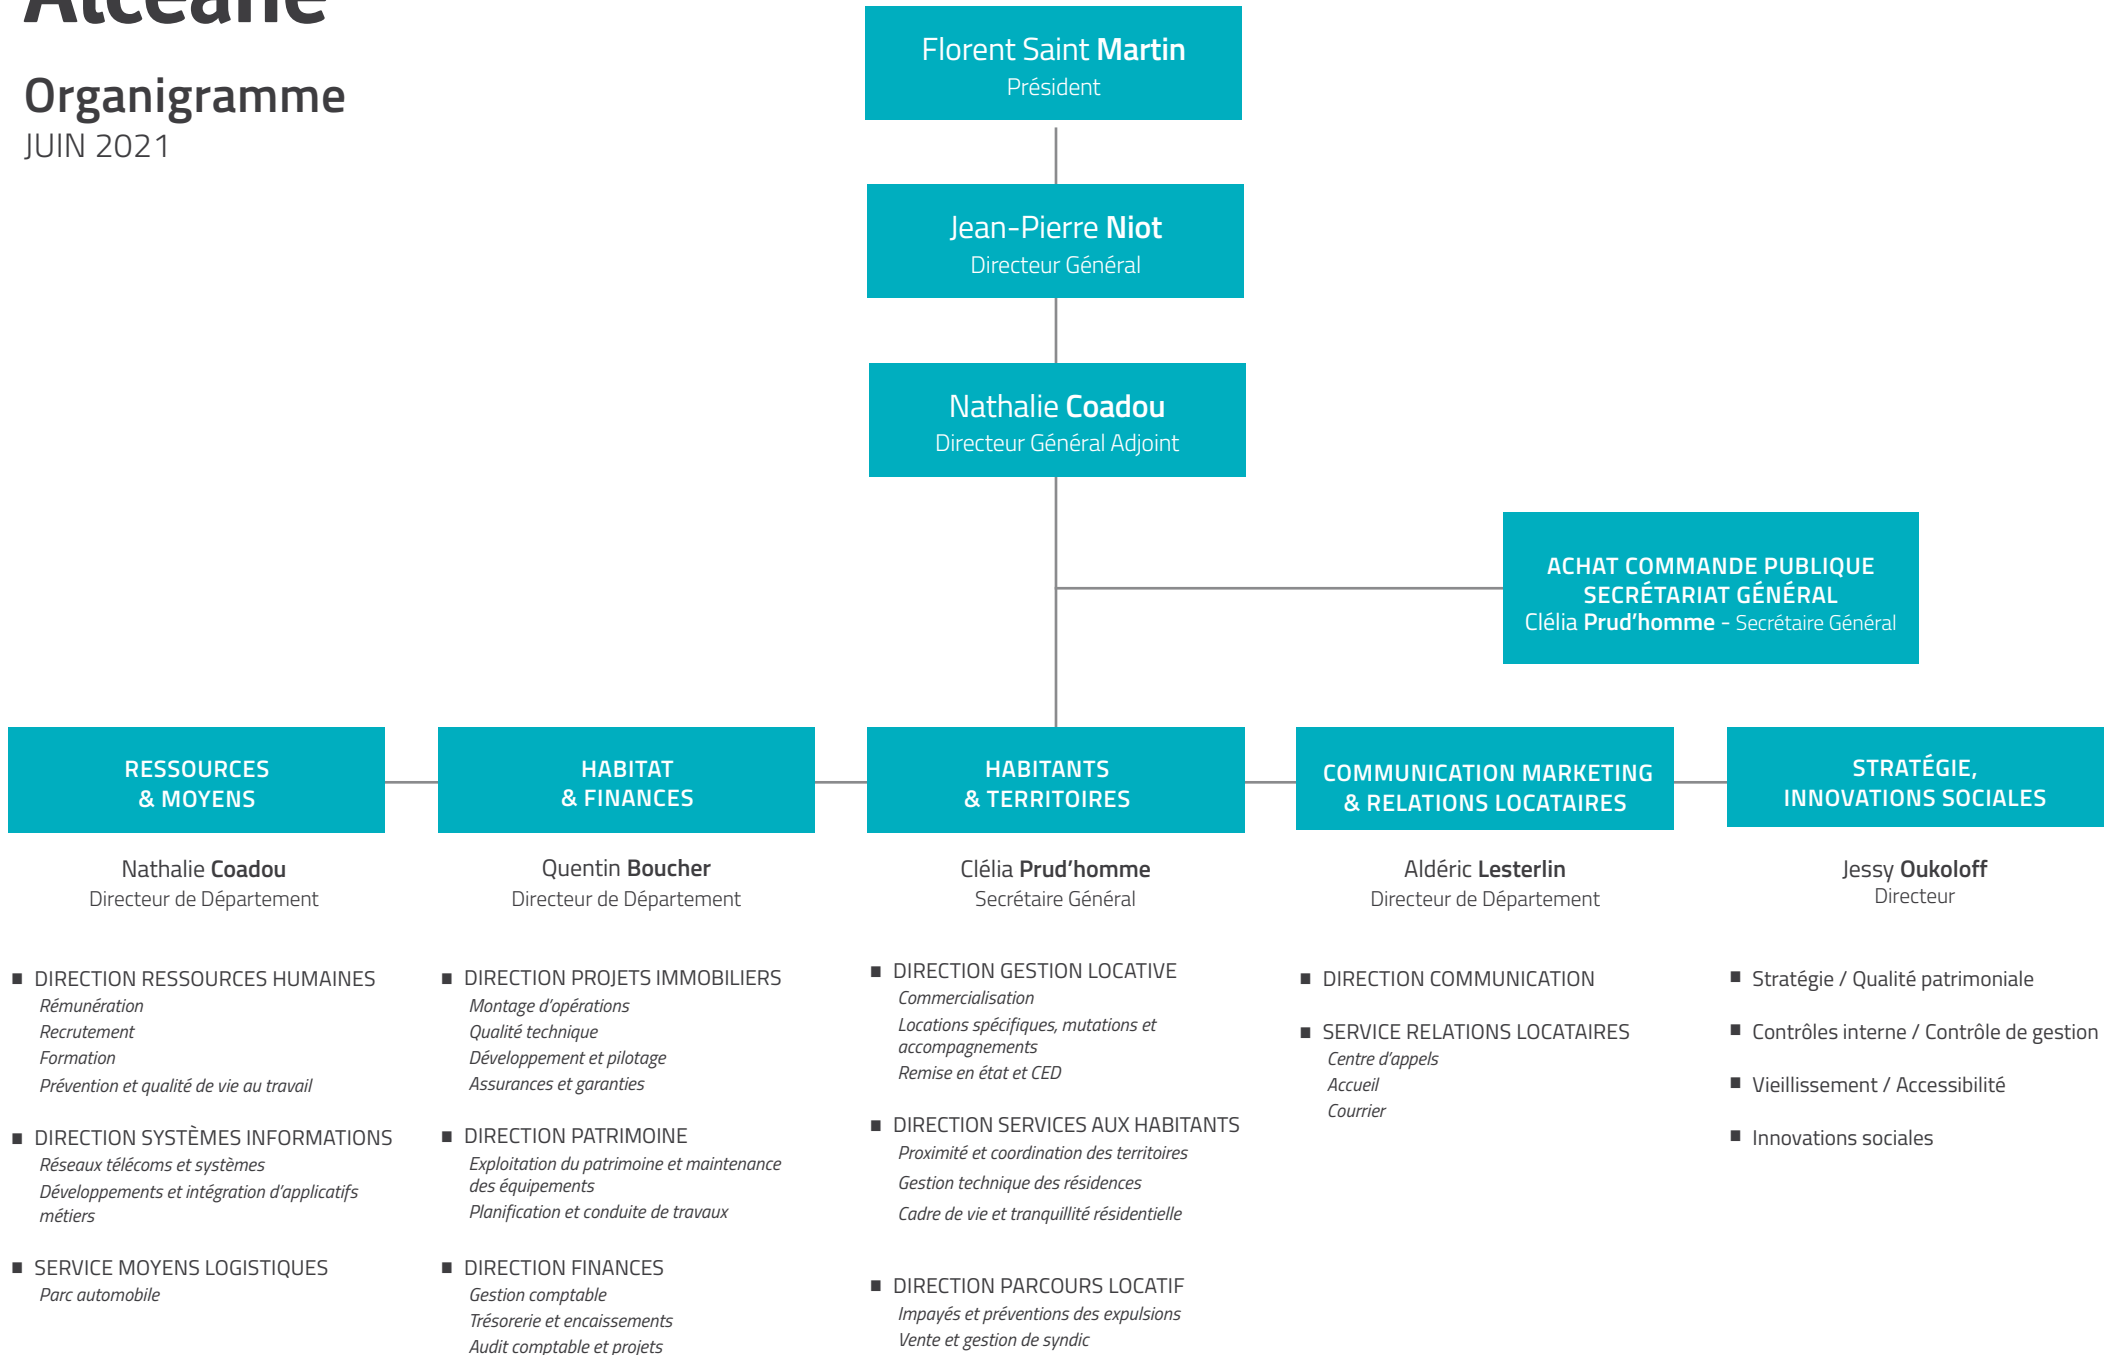 Alcéane
Organigramme
JUIN 2021
Florent Saint Martin
Président
Jean-Pierre Niot
Directeur Général
Nathalie Coadou
Directeur Général Adjoint
ACHAT COMMANDE PUBLIQUE
SECRÉTARIAT GÉNÉRAL
Clélia Prud'homme - Secrétaire Général
RESSOURCES
& MOYENS
Nathalie Coadou
Directeur de Département
■ DIRECTION RESSOURCES HUMAINES
Rémunération
Recrutement
Formation
Prévention et qualité de vie au travail
■ DIRECTION SYSTÈMES INFORMATIONS
Réseaux télécoms et systèmes
Développements et intégration d'applicatifs
métiers
■ SERVICE MOYENS LOGISTIQUES
Parc automobile
HABITAT
& FINANCES
Quentin Boucher
Directeur de Département
■ DIRECTION PROJETS IMMOBILIERS
Montage d'opérations
Qualité technique
Développement et pilotage
Assurances et garanties
■ DIRECTION PATRIMOINE
Exploitation du patrimoine et maintenance
des équipements
Planification et conduite de travaux
■ DIRECTION FINANCES
Gestion comptable
Trésorerie et encaissements
Audit comptable et projets
HABITANTS
& TERRITOIRES
Clélia Prud'homme
Secrétaire Général
■ DIRECTION GESTION LOCATIVE
Commercialisation
Locations spécifiques, mutations et
accompagnements
Remise en état et CED
■ DIRECTION SERVICES AUX HABITANTS
Proximité et coordination des territoires
Gestion technique des résidences
Cadre de vie et tranquillité résidentielle
■ DIRECTION PARCOURS LOCATIF
Impayés et préventions des expulsions
Vente et gestion de syndic
COMMUNICATION MARKETING
& RELATIONS LOCATAIRES
Aldéric Lesterlin
Directeur de Département
■ DIRECTION COMMUNICATION
■ SERVICE RELATIONS LOCATAIRES
Centre d'appels
Accueil
Courrier
STRATÉGIE,
INNOVATIONS SOCIALES
Jessy Oukoloff
Directeur
■ Stratégie / Qualité patrimoniale
■ Contrôles interne / Contrôle de gestion
■ Vieillissement / Accessibilité
■ Innovations sociales